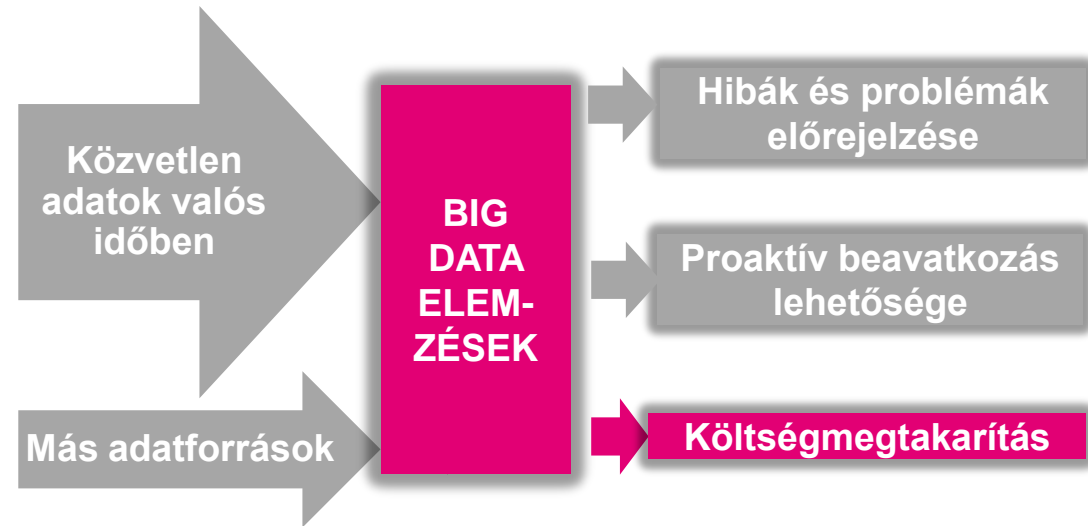 Közvetlen
adatok valós
időben
Más adatforrások
BIG
DATA
ELEM-
ZÉSEK
Hibák és problémák
előrejelzése
Proaktív beavatkozás
lehetősége
Költségmegtakarítás